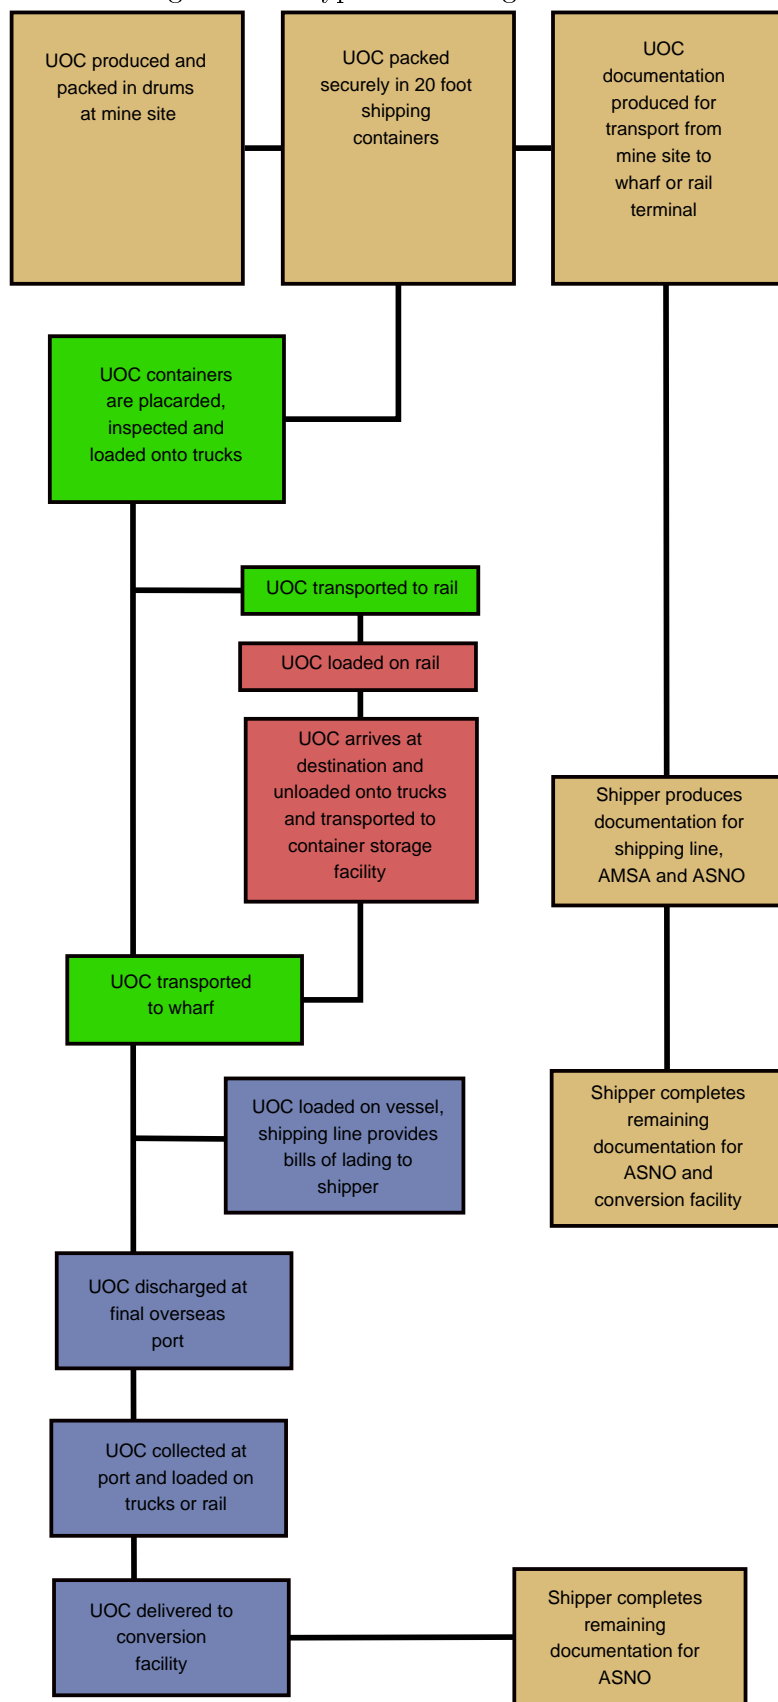 UOC produced and
packed in drums
at mine site
UOC packed
securely in 20 foot
shipping
containers
UOC
documentation
produced for
transport from
mine site to
wharf or rail
terminal
UOC containers
are placarded,
inspected and
loaded onto trucks
UOC transported to rail
UOC loaded on rail
UOC arrives at
destination and
unloaded onto trucks
and transported to
container storage
facility
Shipper produces
documentation for
shipping line,
AMSA and ASNO
UOC transported
to wharf
UOC loaded on vessel,
shipping line provides
bills of lading to
shipper
Shipper completes
remaining
documentation for
ASNO and
conversion facility
UOC discharged at
final overseas
port
UOC collected at
port and loaded on
trucks or rail
UOC delivered to
conversion
facility
Shipper completes
remaining
documentation for
ASNO